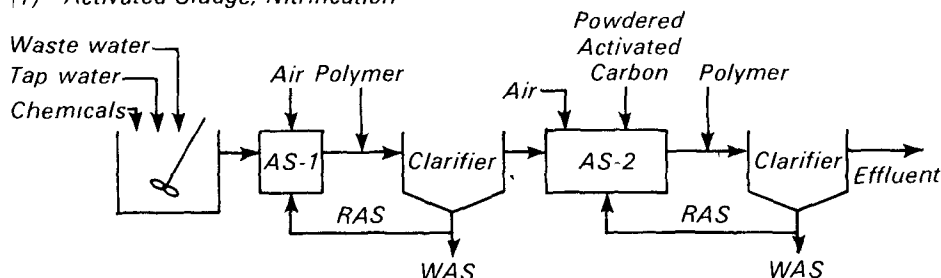 (1) Activated Sludge, Nitrification
Waste water
Tap water
Chemicals
Air Polymer
AS-1
Clarifier
RAS
WAS
Air
Powdered
Activated
Carbon
Polymer
AS-2
Clarifier
Effluent
RAS
WAS